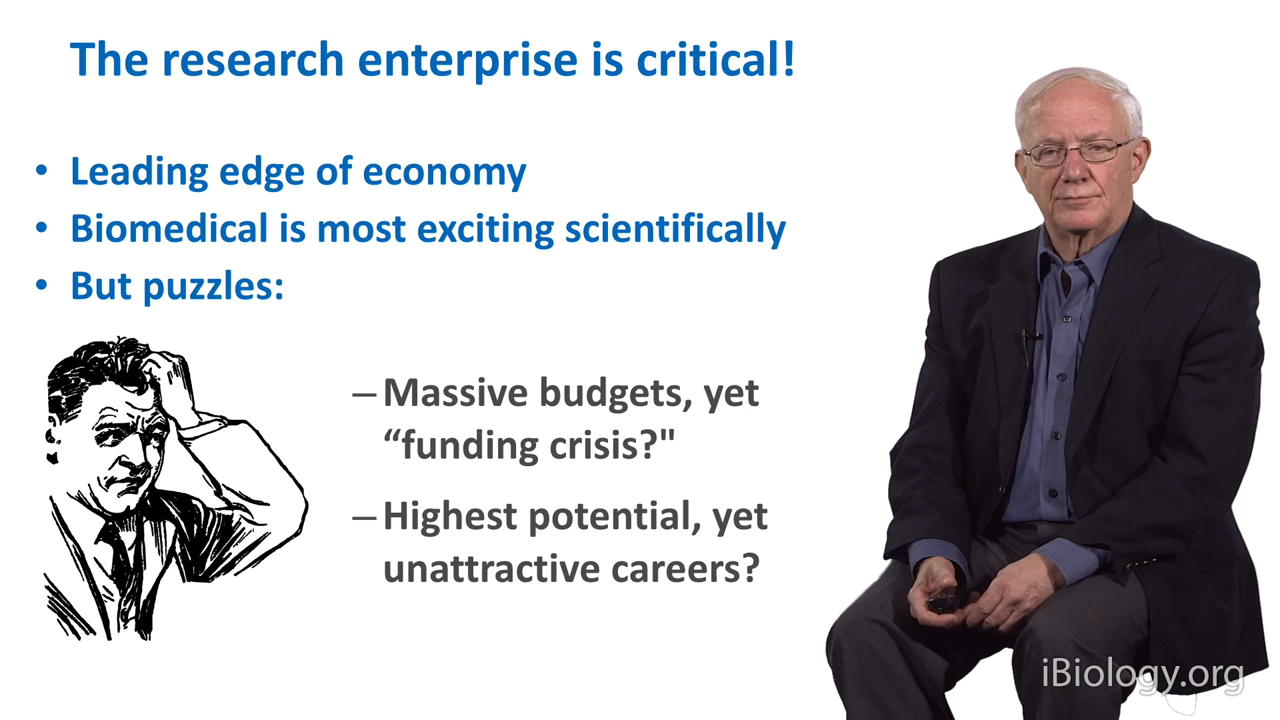 The research enterprise is critical!
• Leading edge of economy
• Biomedical is most exciting scientifically
• But puzzles:
– Massive budgets, yet
“funding crisis?"
– Highest potential, yet
unattractive careers?
iBiology.org